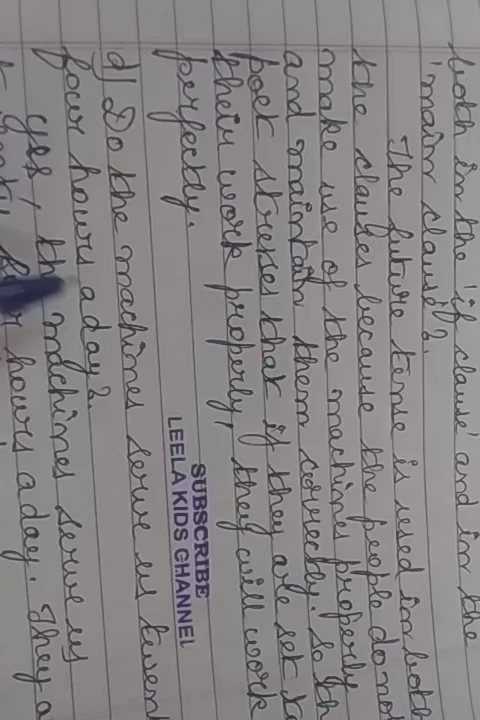 both in the 'if clause' and in the
'main clause'?
The future tense is used in both
the clauses because the people do not
make use of the machines properly
and maintain them correctly. So th
poet stresses that if they are set to
their work properly, they will work
perfectly.
d) Do the machines serve us twent
four hours a day?
yes, the machines serve us
hours a day. They a
SUBSCRIBE
LEELA KIDS CHANNEL